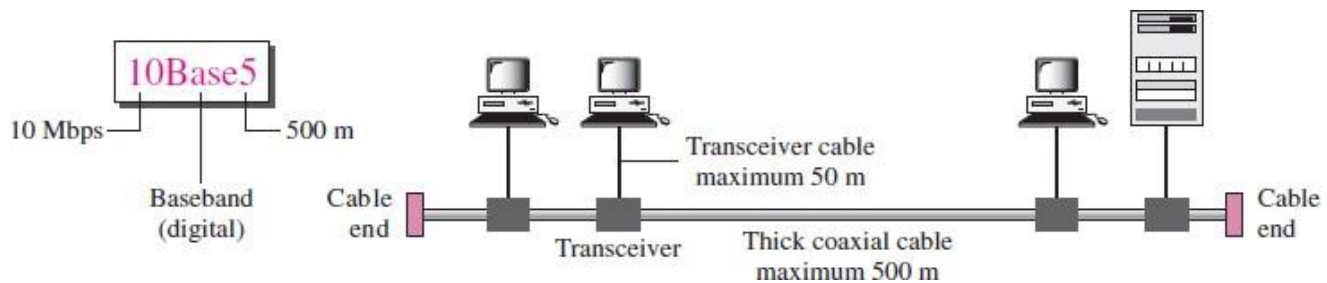 10Base5
10 Mbps
500 m
Baseband
(digital)
Transceiver cable
maximum 50 m
Cable
end
Transceiver
Thick coaxial cable
maximum 500 m
Cable
end